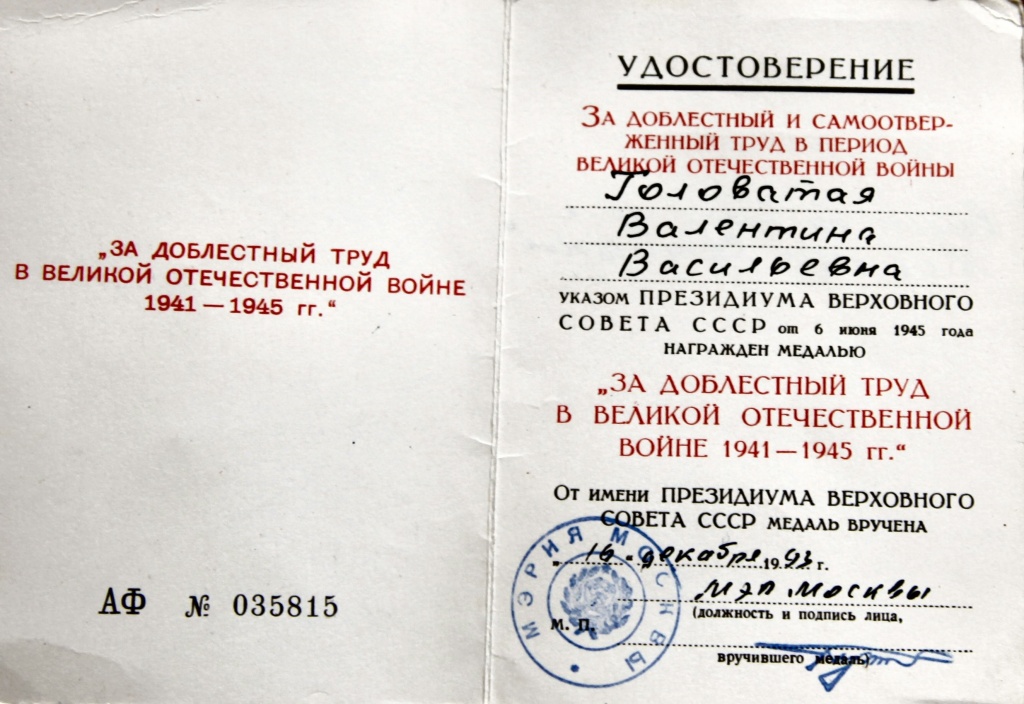 „ЗА ДОБЛЕСТНЫЙ ТРУД
В ВЕЛИКОЙ ОТЕЧЕСТВЕННОЙ ВОЙНЕ
1941 — 1945 гг.“
АФ № 035815
УДОСТОВЕРЕНИЕ
ЗА ДОБЛЕСТНЫЙ И САМООТВЕР-
ЖЕННЫЙ ТРУД В ПЕРИОД
ВЕЛИКОЙ ОТЕЧЕСТВЕННОЙ ВОЙНЫ
Головатая
Валентина
Васильевна
УКАЗОМ ПРЕЗИДИУМА ВЕРХОВНОГО
СОВЕТА СССР от 6 июня 1945 года
НАГРАЖДЕН МЕДАЛЬЮ
„ЗА ДОБЛЕСТНЫЙ ТРУД
В ВЕЛИКОЙ ОТЕЧЕСТВЕННОЙ
ВОЙНЕ 1941 — 1945 гг.“
ОТ ИМЕНИ ПРЕЗИДИУМА ВЕРХОВНОГО
СОВЕТА СССР МЕДАЛЬ ВРУЧЕНА
„16“ декабря 1993 г.
Мэр Москвы
(должность и подпись лица,
М. П.
вручившего медаль)
МЭРИЯ МОСКВЫ